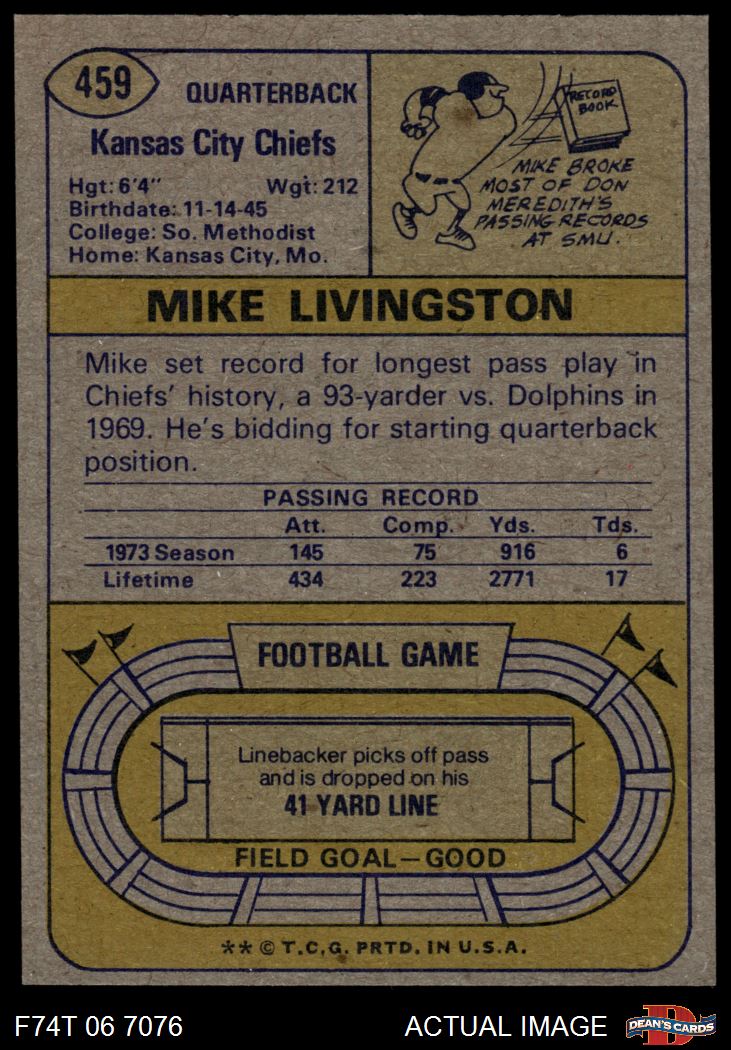 459
QUARTERBACK
Kansas City Chiefs
Hgt: 6'4" Wgt: 212
Birthdate: 11-14-45
College: So. Methodist
Home: Kansas City, Mo.
RECORD
BOOK
MIKE BROKE
MOST OF DON
MEREDITH'S
PASSING RECORDS
AT SMU.
MIKE LIVINGSTON
Mike set record for longest pass play in
Chiefs' history, a 93-yarder vs. Dolphins in
1969. He's bidding for starting quarterback
position.
PASSING RECORD
Att. Comp. Yds. Tds.
1973 Season 145 75 916 6
Lifetime 434 223 2771 17
FOOTBALL GAME
Linebacker picks off pass
and is dropped on his
41 YARD LINE
FIELD GOAL—GOOD
** © T.C.G. PRTD. IN U.S.A.
F74T 06 7076 ACTUAL IMAGE
DEAN'S CARDS